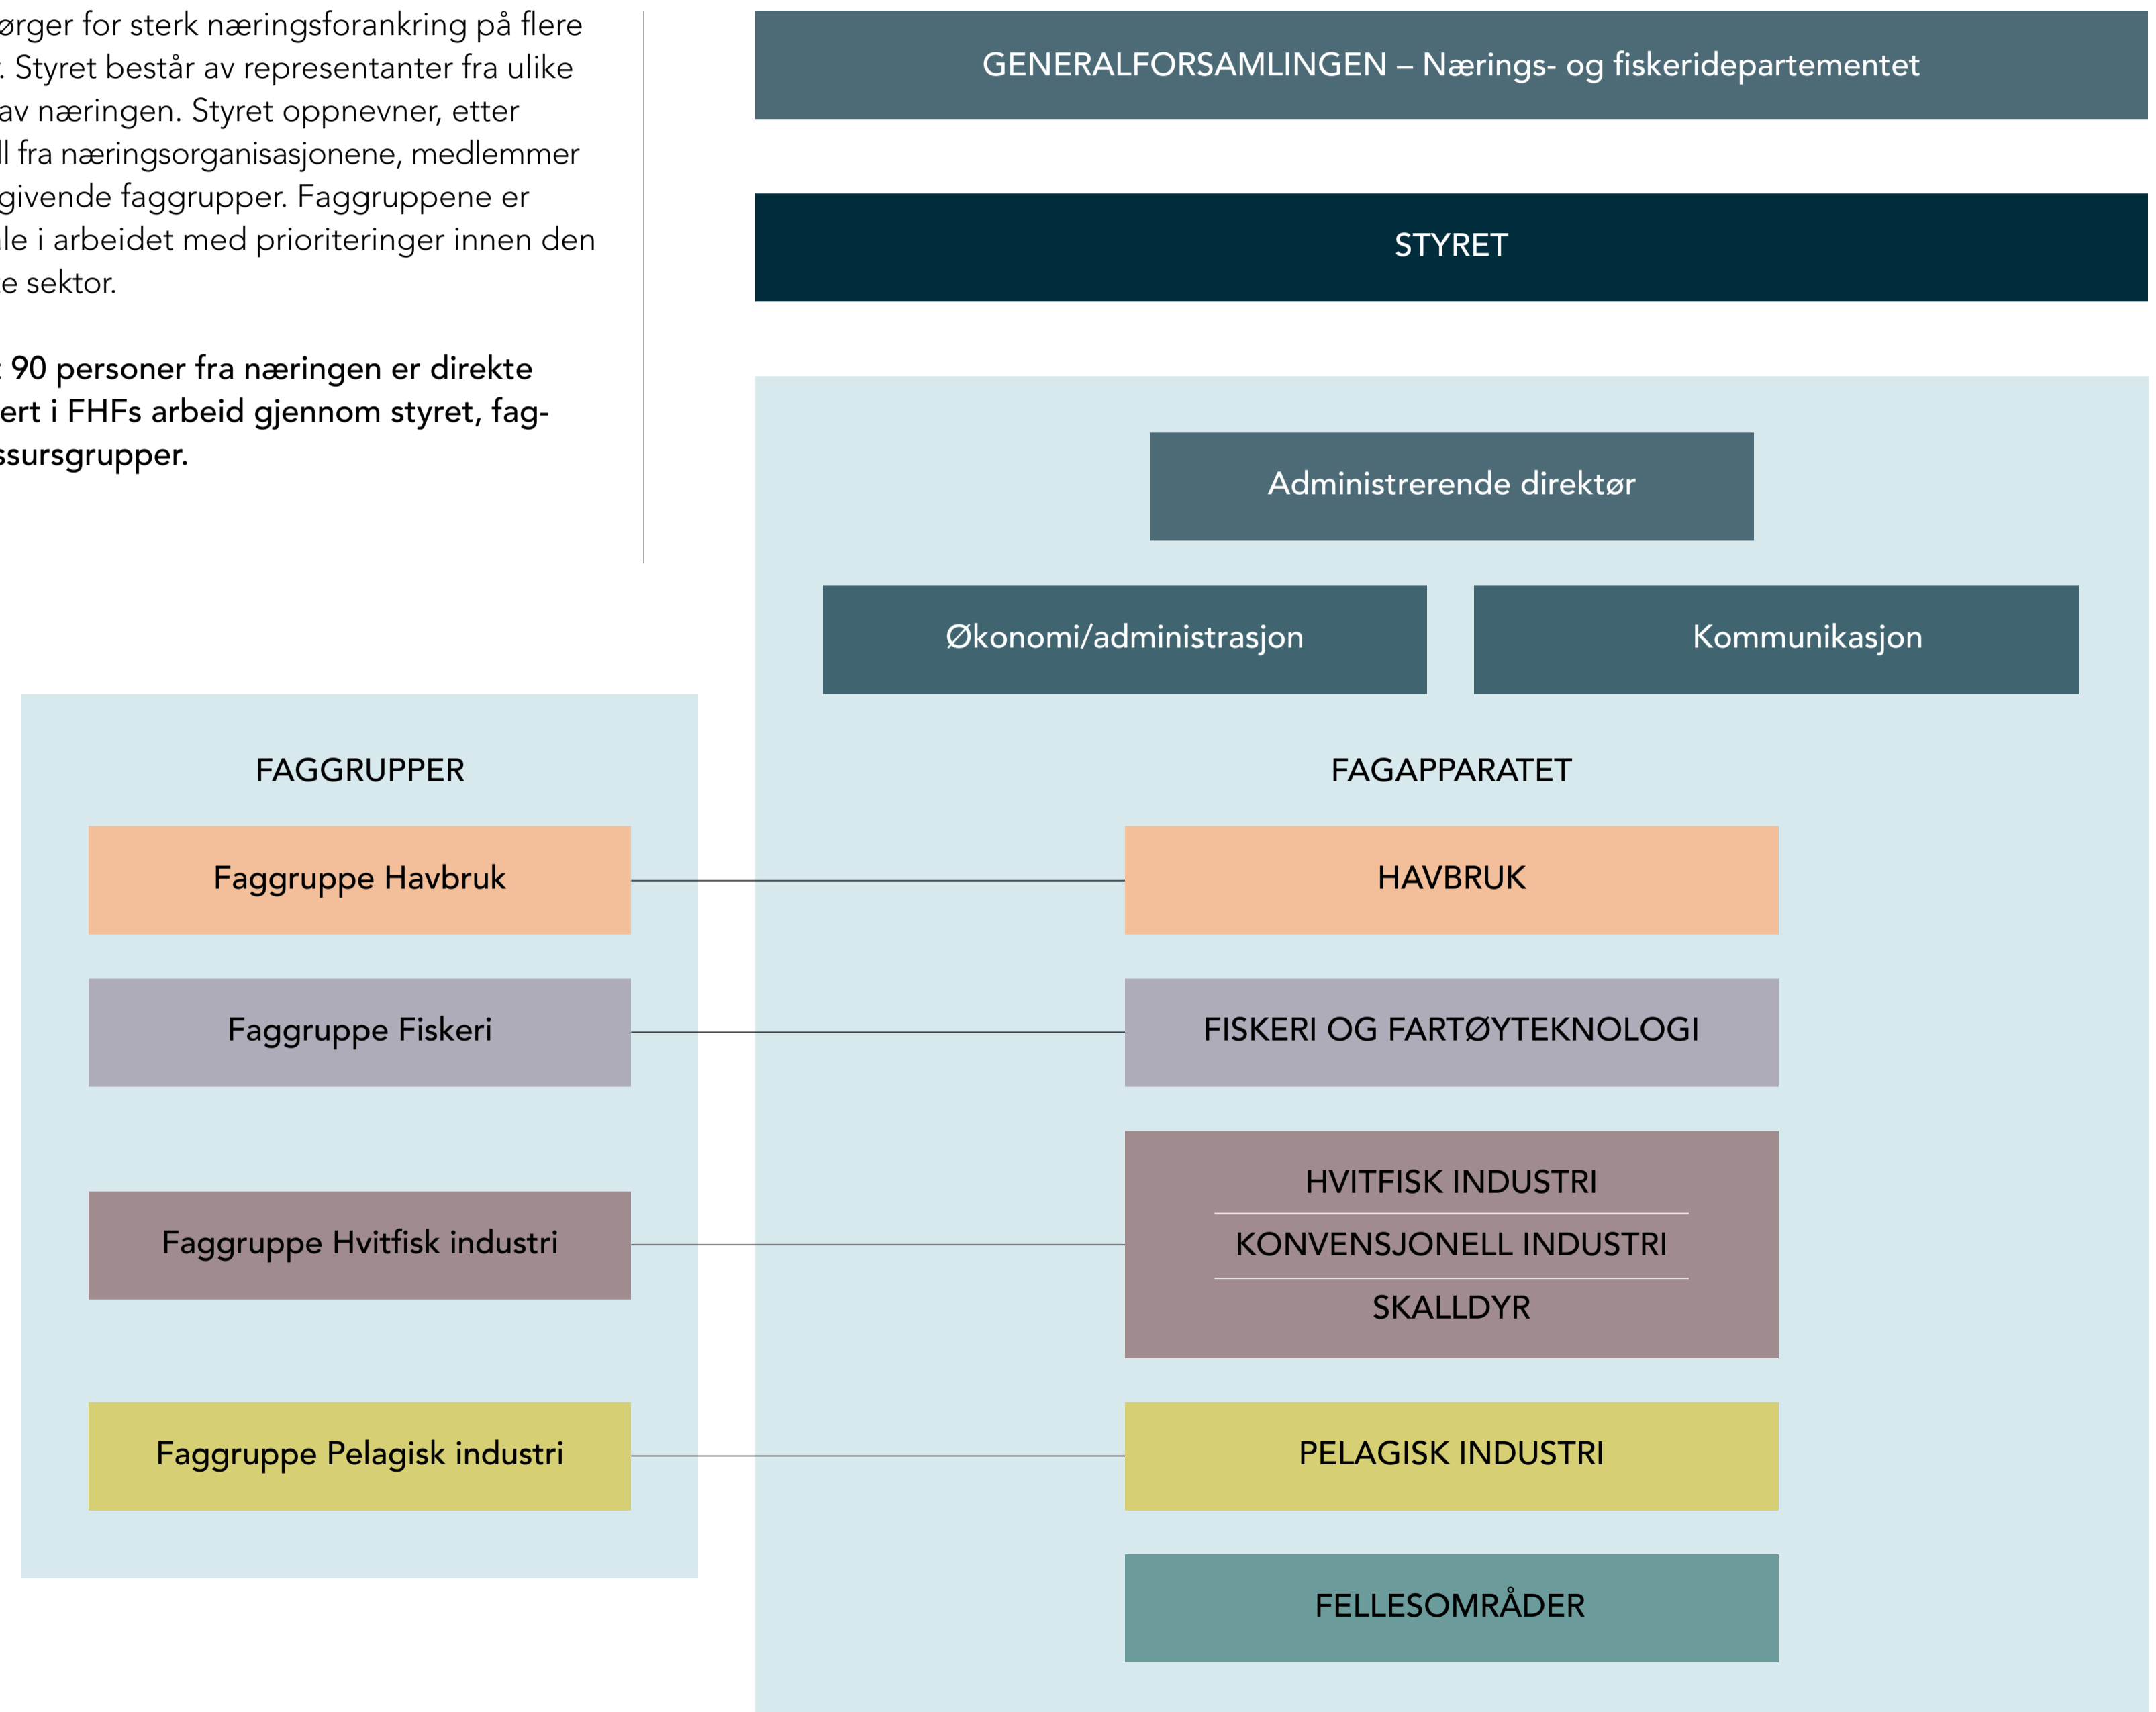 ørger for sterk næringsforankring på flere
. Styret består av representanter fra ulike
av næringen. Styret oppnevner, etter
ll fra næringsorganisasjonene, medlemmer
givende faggrupper. Faggruppene er
le i arbeidet med prioriteringer innen den
e sektor.
90 personer fra næringen er direkte
ert i FHFs arbeid gjennom styret, fag-
ssursgrupper.
GENERALFORSAMLINGEN – Nærings- og fiskeridepartementet
STYRET
Administrerende direktør
Økonomi/administrasjon
Kommunikasjon
FAGGRUPPER
Faggruppe Havbruk
Faggruppe Fiskeri
Faggruppe Hvitfisk industri
Faggruppe Pelagisk industri
FAGAPPARATET
HAVBRUK
FISKERI OG FARTØYTEKNOLOGI
HVITFISK INDUSTRI
KONVENSJONELL INDUSTRI
SKALLDYR
PELAGISK INDUSTRI
FELLESOMRÅDER